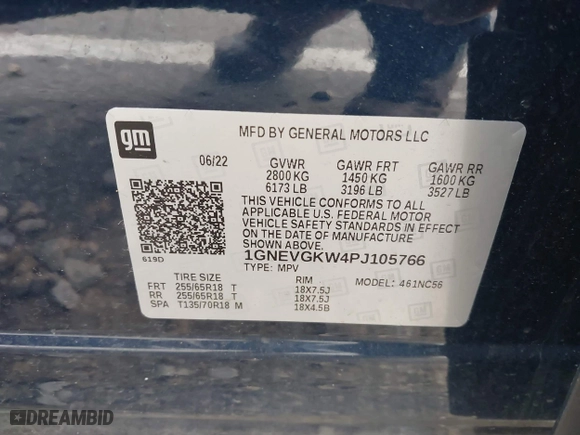 gm
MFD BY GENERAL MOTORS LLC
06/22 GVWR GAWR FRT GAWR RR
2800 KG 1450 KG 1600 KG
6173 LB 3196 LB 3527 LB
THIS VEHICLE CONFORMS TO ALL
APPLICABLE U.S. FEDERAL MOTOR
VEHICLE SAFETY STANDARDS IN EFFECT
ON THE DATE OF MANUFACTURE
SHOWN ABOVE.
1GNEVGKW4PJ105766
619D
TYPE: MPV MODEL: 461NC56
TIRE SIZE RIM
FRT 255/65R18 T 18X7.5J
RR 255/65R18 T 18X7.5J
SPA T135/70R18 M 18X4.5B
DREAMBID